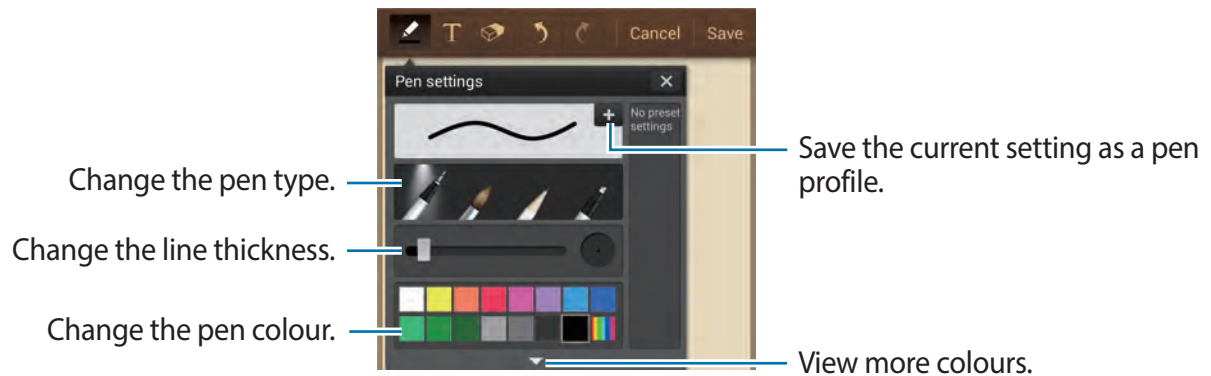 T Cancel Save
Pen settings
No preset
settings
Save the current setting as a pen
profile.
Change the pen type.
Change the line thickness.
Change the pen colour.
View more colours.